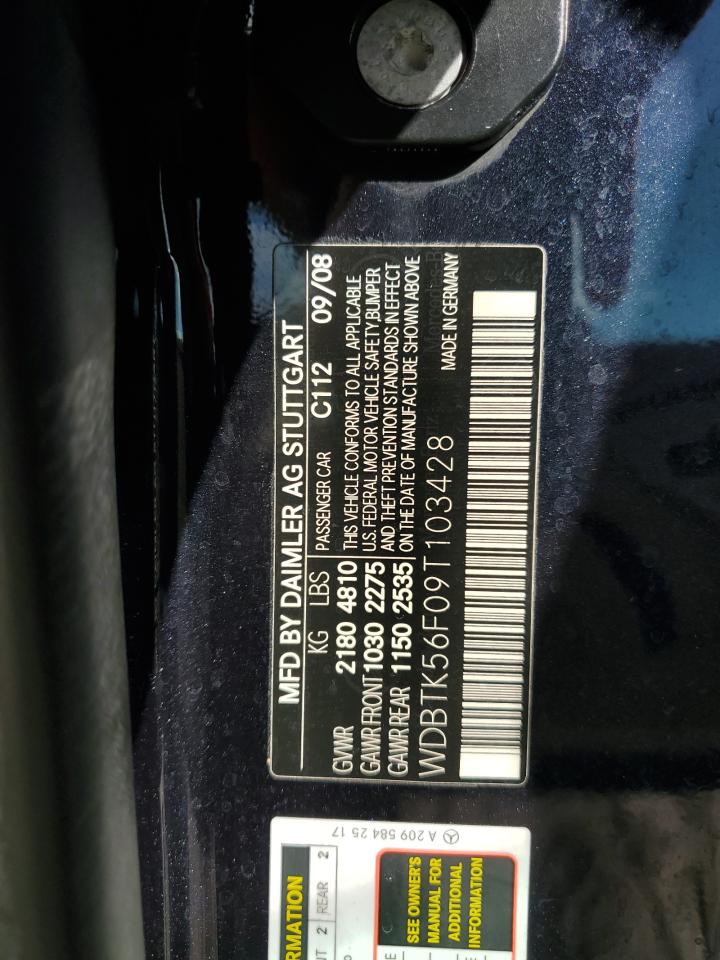 MFD BY DAIMLER AG STUTTGART
KG LBS PASSENGER CAR C112 09/08
GVWR 2180 4810 THIS VEHICLE CONFORMS TO ALL APPLICABLE
GAWR FRONT 1030 2275 U.S. FEDERAL MOTOR VEHICLE SAFETY, BUMPER
GAWR REAR 1150 2535 AND THEFT PREVENTION STANDARDS IN EFFECT
ON THE DATE OF MANUFACTURE SHOWN ABOVE
WDBTK56F09T103428
MADE IN GERMANY
A 209 584 25 17
RMATION
2 REAR 2
SEE OWNER'S
MANUAL FOR
ADDITIONAL
INFORMATION